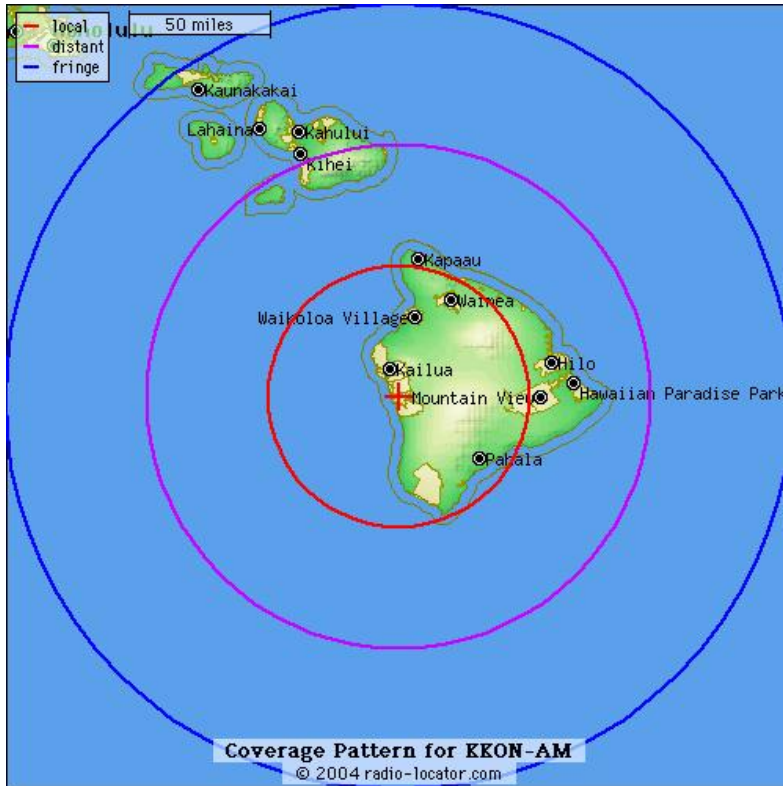 local
distant
fringe
50 miles
Kaunakakai
Lahaina
Kahului
Kihei
Kapaau
Waimea
Waikoloa Village
Kailua
Hilo
Mountain View
Hawaiian Paradise Park
Pahala
Coverage Pattern for KKON-AM
© 2004 radio-locator.com